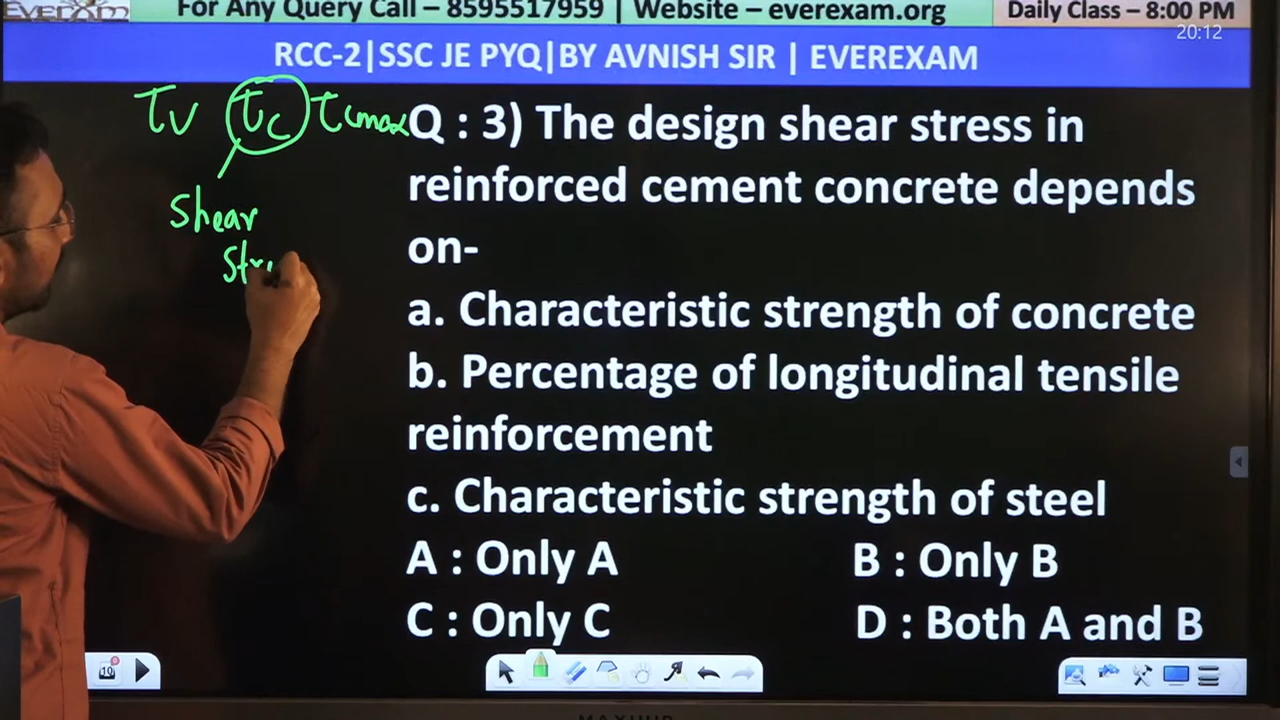 EVEREXAM
For Any Query Call – 8595517959 | Website – everexam.org
Daily Class – 8:00 PM
20:12
RCC-2|SSC JE PYQ|BY AVNISH SIR | EVEREXAM
τv τc τcmax
Shear
Str
Q : 3) The design shear stress in
reinforced cement concrete depends
on-
a. Characteristic strength of concrete
b. Percentage of longitudinal tensile
reinforcement
c. Characteristic strength of steel
A : Only A B : Only B
C : Only C D : Both A and B
10